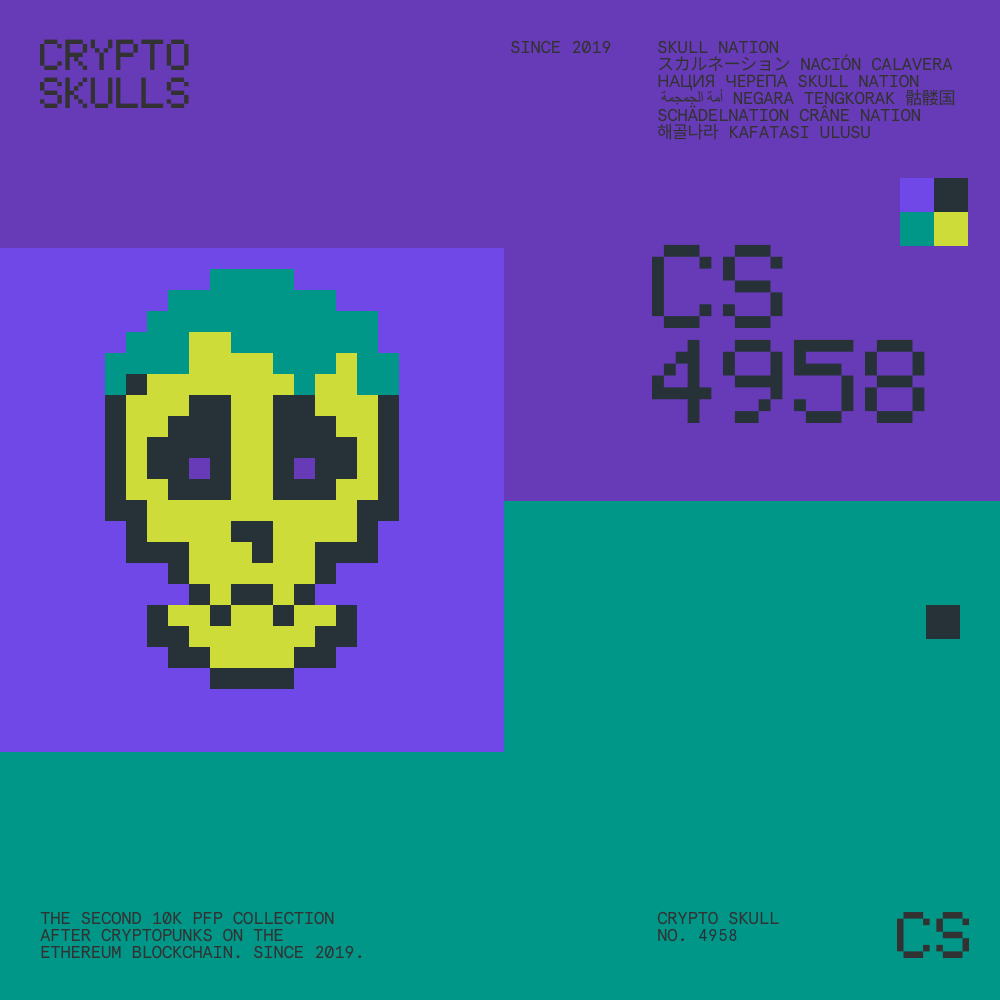 CRYPTO
SKULLS
SINCE 2019
SKULL NATION
スカルネーション NACIÓN CALAVERA
НАЦИЯ ЧЕРЕПА SKULL NATION
أمة الجمجمة NEGARA TENGKORAK 骷髅国
SCHÄDELNATION CRÂNE NATION
해골나라 KAFATASI ULUSU
CS
4958
THE SECOND 10K PFP COLLECTION
AFTER CRYPTOPUNKS ON THE
ETHEREUM BLOCKCHAIN. SINCE 2019.
CRYPTO SKULL
NO. 4958
CS